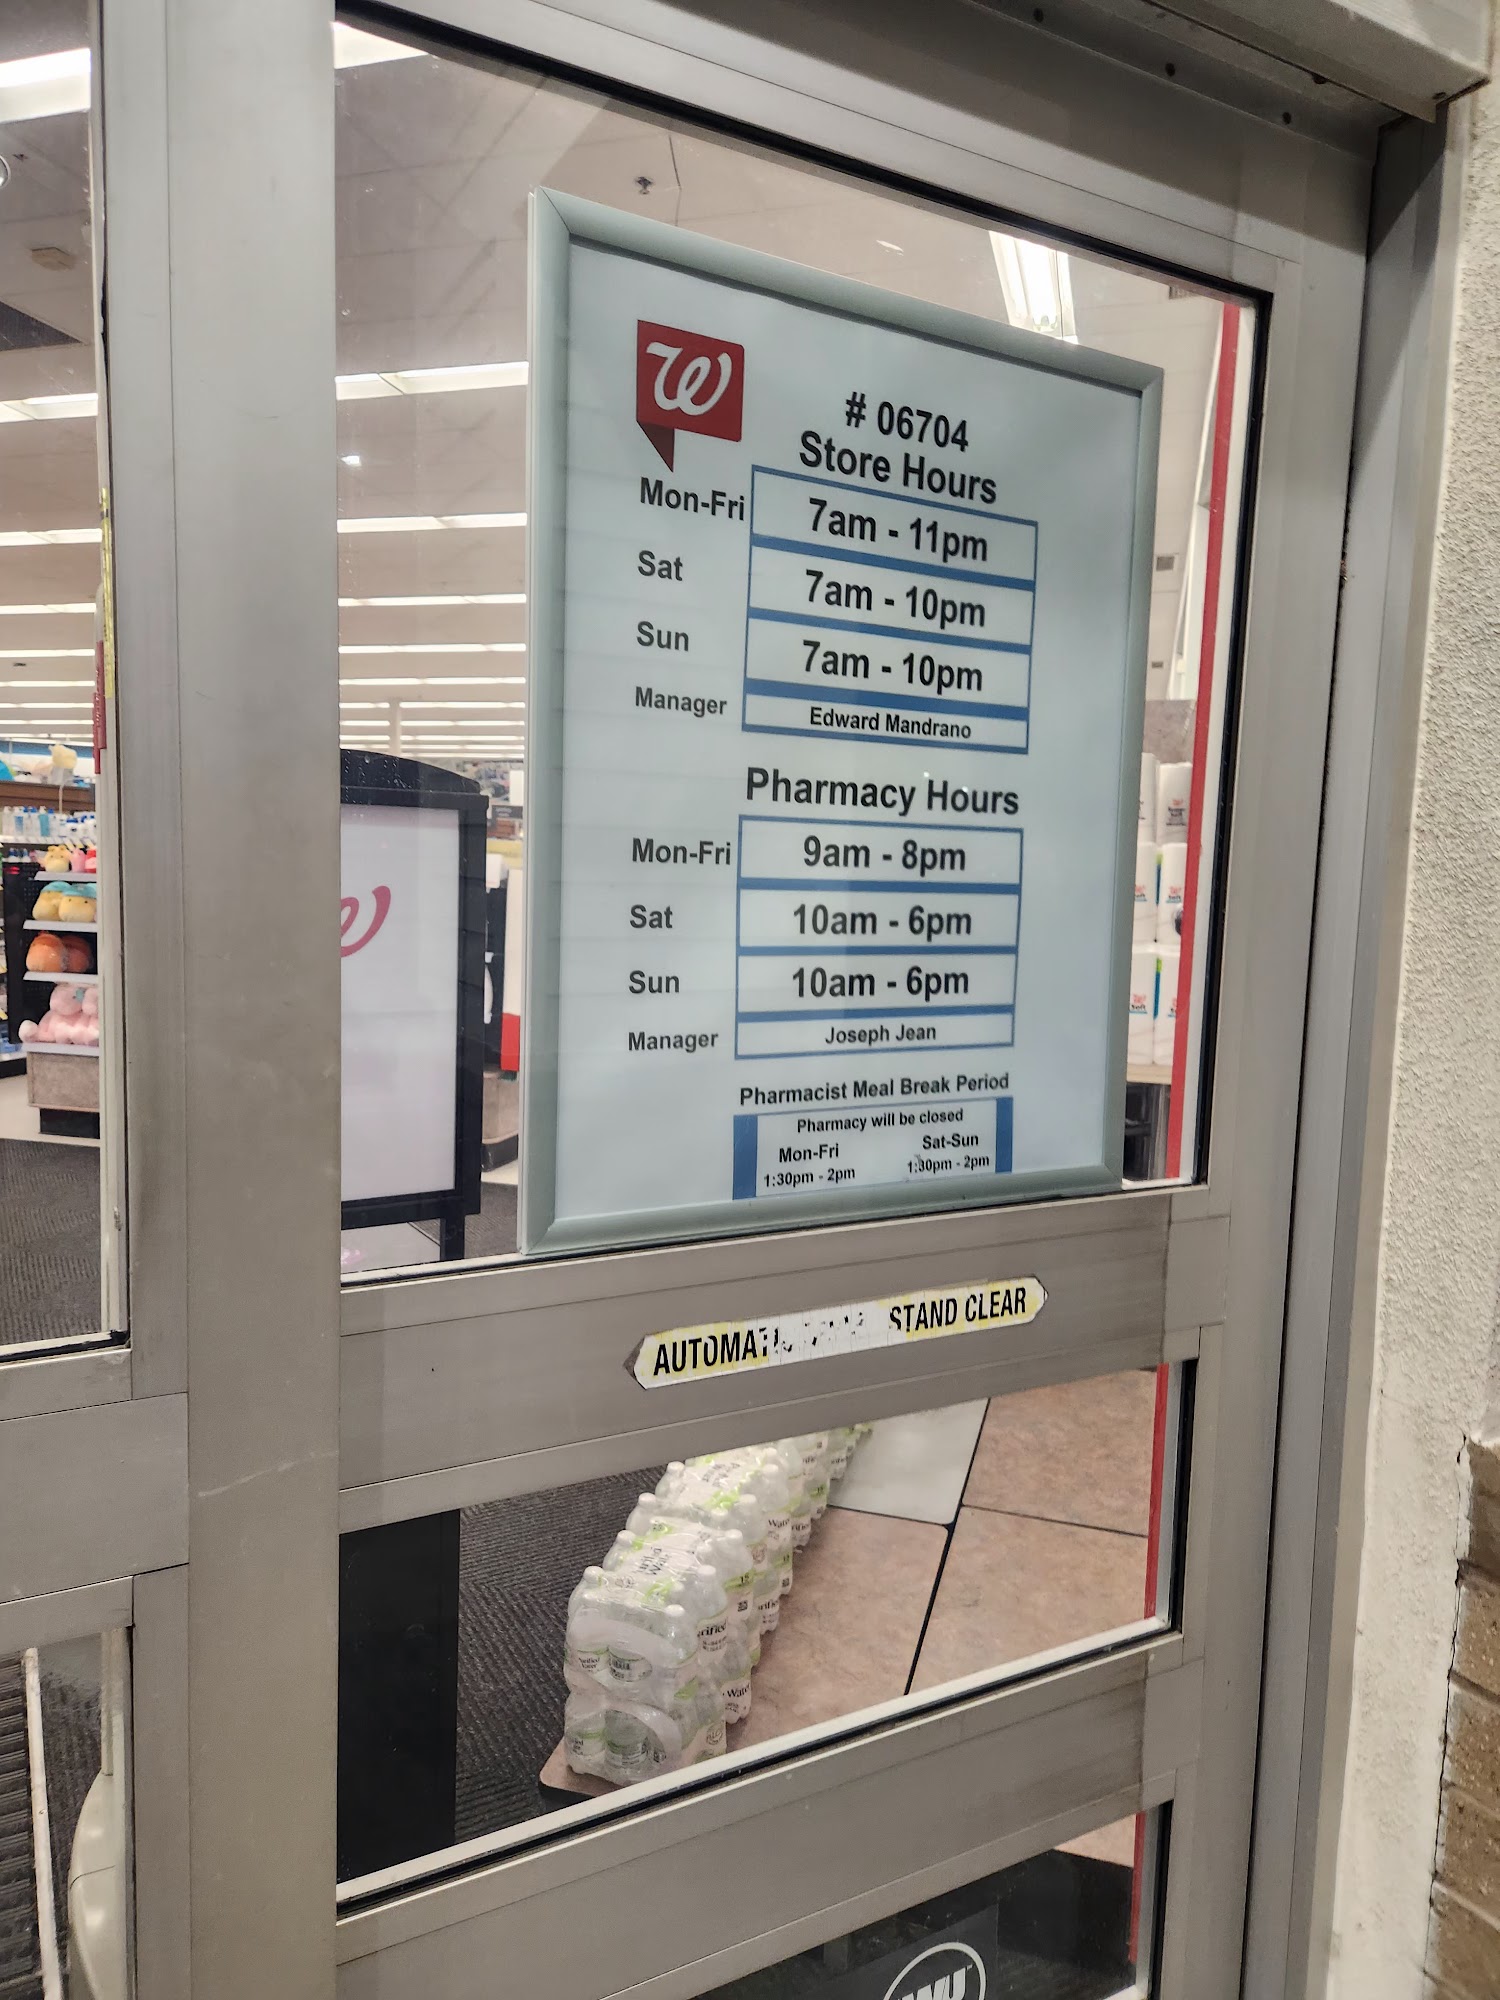 # 06704
Store Hours
Mon-Fri 7am - 11pm
Sat 7am - 10pm
Sun 7am - 10pm
Manager Edward Mandrano
Pharmacy Hours
Mon-Fri 9am - 8pm
Sat 10am - 6pm
Sun 10am - 6pm
Manager Joseph Jean
Pharmacist Meal Break Period
Pharmacy will be closed
Mon-Fri Sat-Sun
1:30pm - 2pm 1:30pm - 2pm
STAND CLEAR